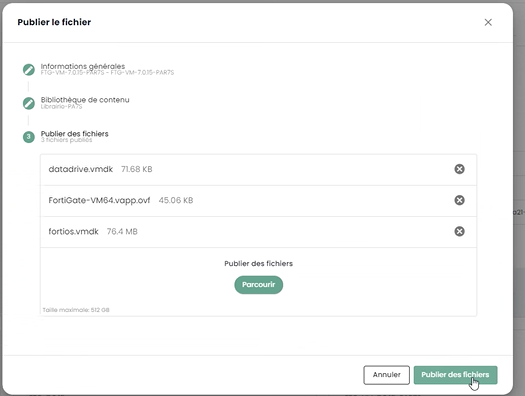 Publier le fichier
Informations générales
FTG-VM-7.0.15-PAR7S - FTG-VM-7.0.15-PAR7S
Bibliothèque de contenu
Librairie-PA7S
3
Publier des fichiers
3 fichiers publiés
datadrive.vmdk 71.68 KB
FortiGate-VM64.vapp.ovf 45.06 KB
fortios.vmdk 76.4 MB
Publier des fichiers
Parcourir
Taille maximale: 512 GB
Annuler
Publier des fichiers